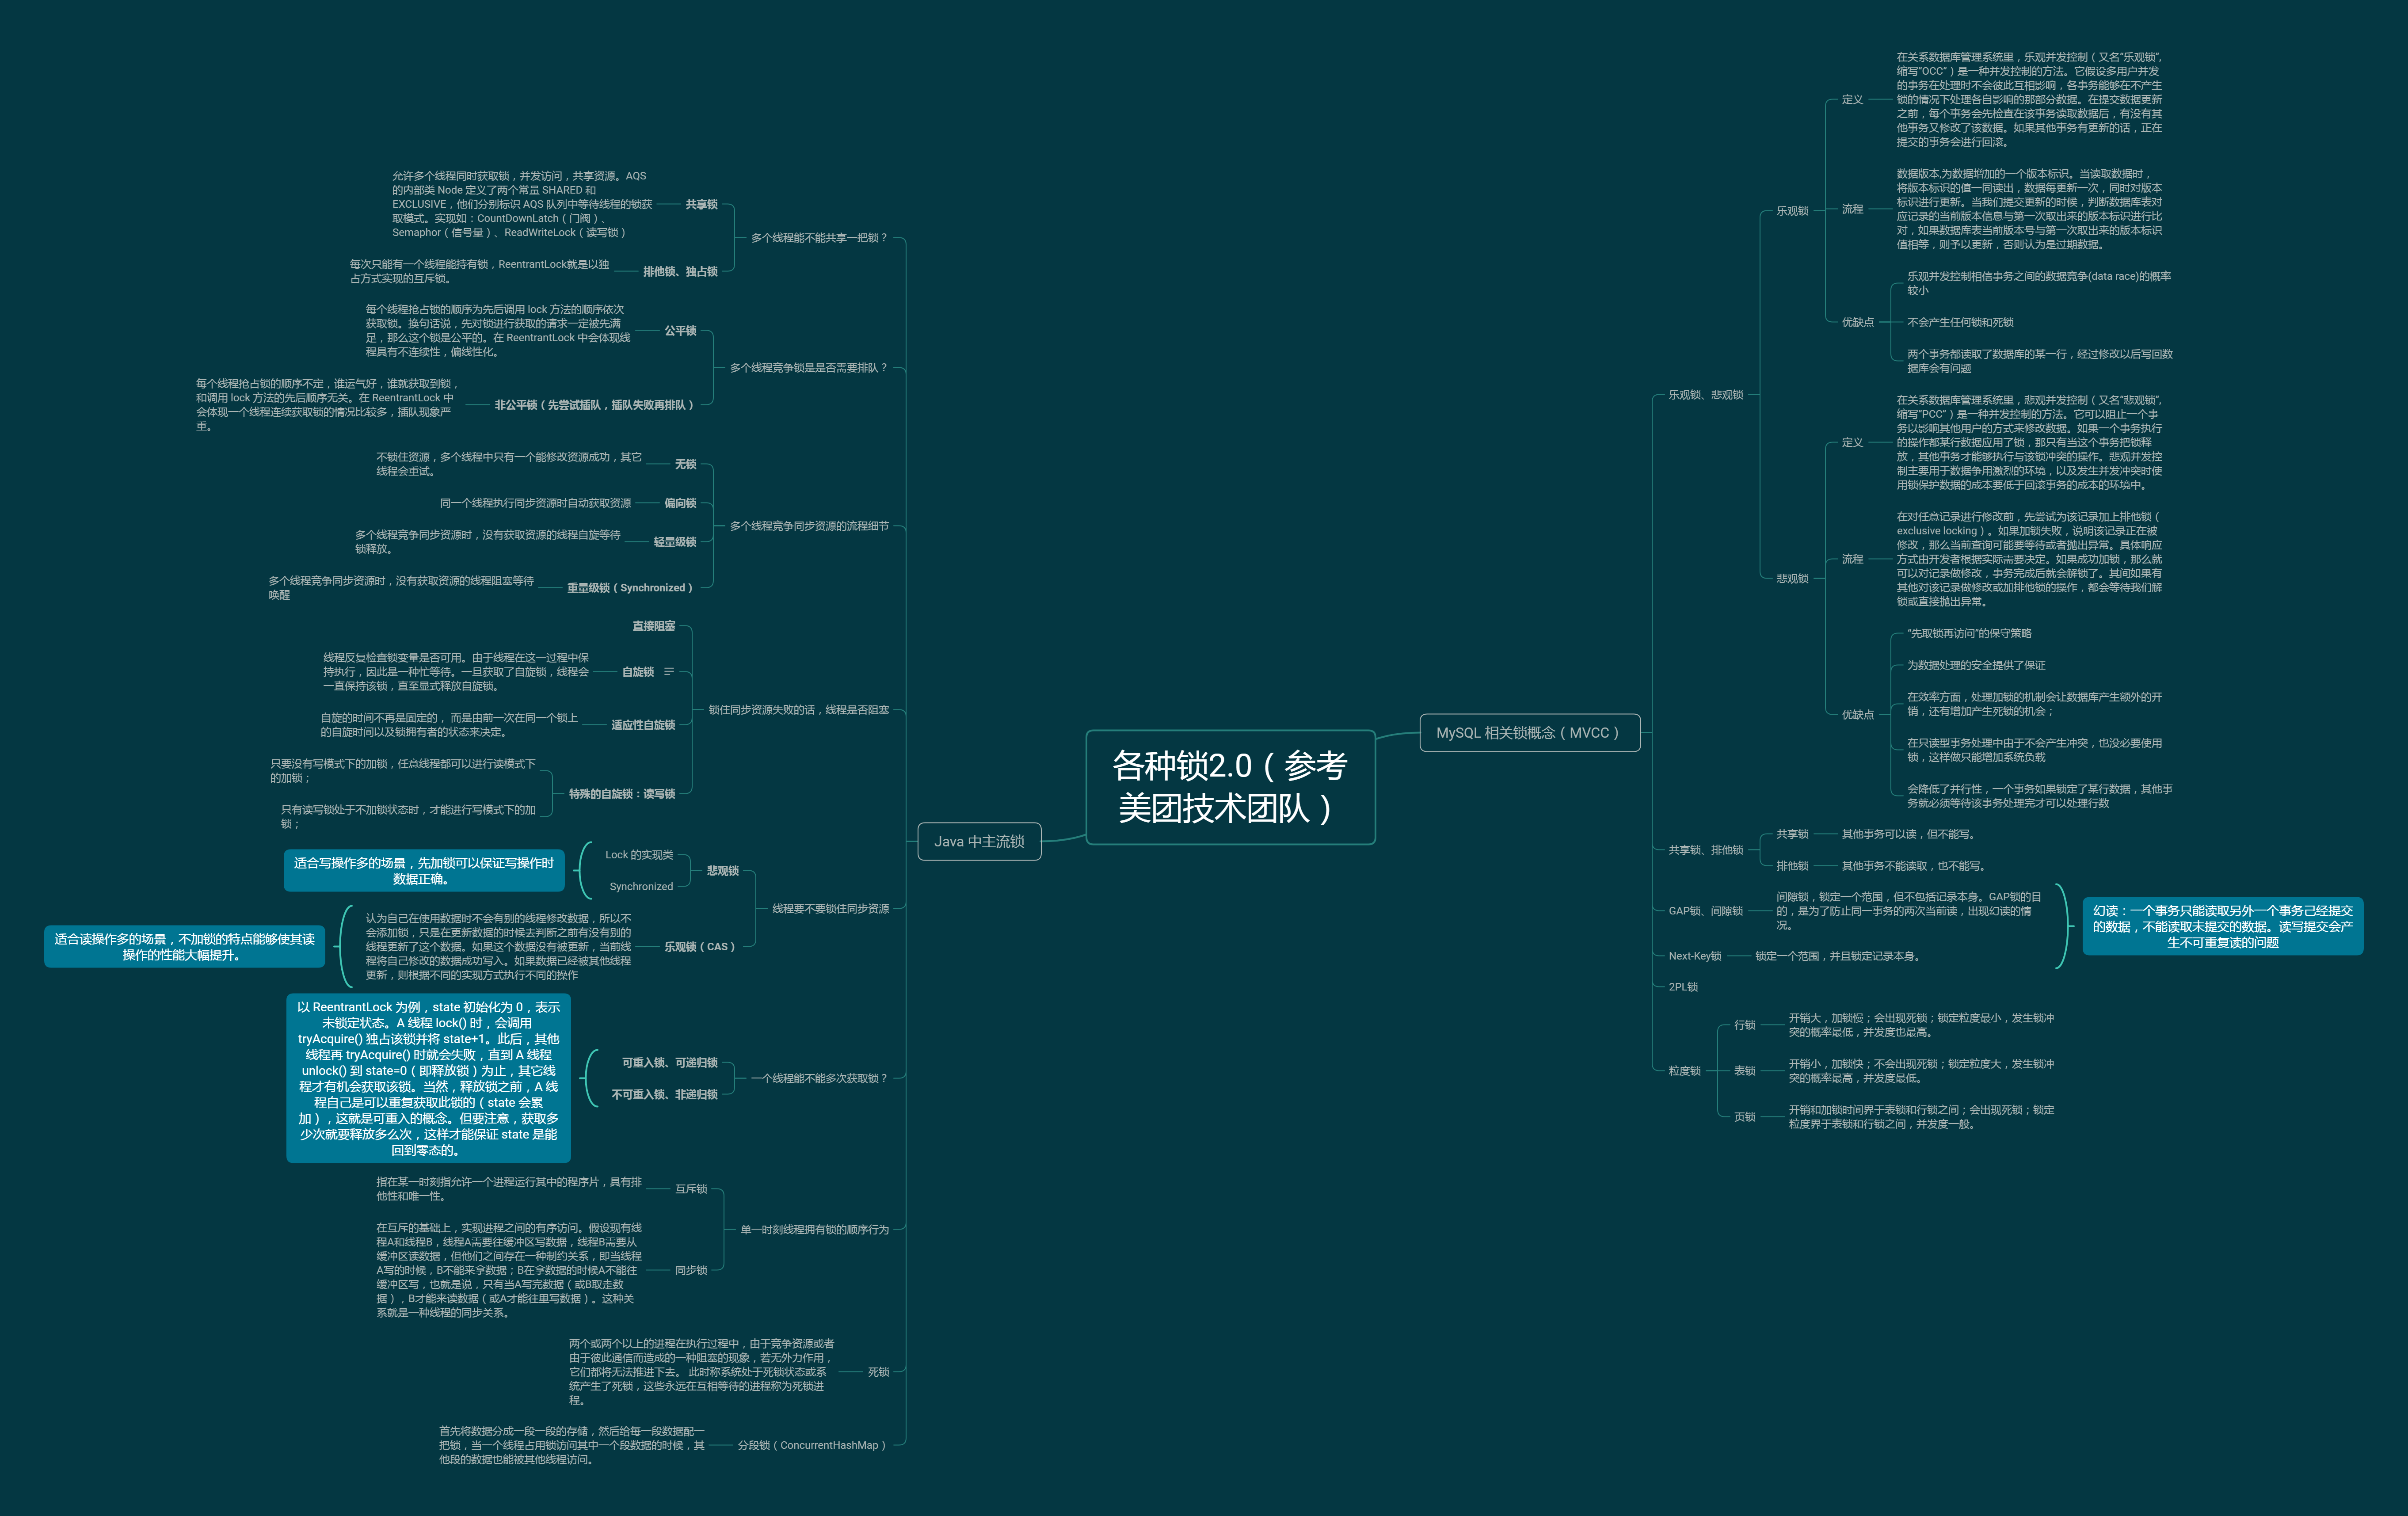 各种锁2.0（参考
美团技术团队）
Java 中主流锁
多个线程能不能共享一把锁？
共享锁
允许多个线程同时获取锁，并发访问，共享资源。AQS
的内部类 Node 定义了两个常量 SHARED 和
EXCLUSIVE，他们分别标识 AQS 队列中等待线程的锁获
取模式。实现如：CountDownLatch（门阀）、
Semaphor（信号量）、ReadWriteLock（读写锁）
排他锁、独占锁
每次只能有一个线程能持有锁，ReentrantLock就是以独
占方式实现的互斥锁。
多个线程竞争锁是是否需要排队？
公平锁
每个线程抢占锁的顺序为先后调用 lock 方法的顺序依次
获取锁。换句话说，先对锁进行获取的请求一定被先满
足，那么这个锁是公平的。在 ReentrantLock 中会体现线
程具有不连续性，偏线性化。
非公平锁（先尝试插队，插队失败再排队）
每个线程抢占锁的顺序不定，谁运气好，谁就获取到锁，
和调用 lock 方法的先后顺序无关。在 ReentrantLock 中
会体现一个线程连续获取锁的情况比较多，插队现象严
重。
多个线程竞争同步资源的流程细节
无锁
不锁住资源，多个线程中只有一个能修改资源成功，其它
线程会重试。
偏向锁
同一个线程执行同步资源时自动获取资源
轻量级锁
多个线程竞争同步资源时，没有获取资源的线程自旋等待
锁释放。
重量级锁（Synchronized）
多个线程竞争同步资源时，没有获取资源的线程阻塞等待
唤醒
锁住同步资源失败的话，线程是否阻塞
直接阻塞
自旋锁
线程反复检查锁变量是否可用。由于线程在这一过程中保
持执行，因此是一种忙等待。一旦获取了自旋锁，线程会
一直保持该锁，直至显式释放自旋锁。
适应性自旋锁
自旋的时间不再是固定的， 而是由前一次在同一个锁上
的自旋时间以及锁拥有者的状态来决定。
特殊的自旋锁：读写锁
只要没有写模式下的加锁，任意线程都可以进行读模式下
的加锁；
只有读写锁处于不加锁状态时，才能进行写模式下的加
锁；
线程要不要锁住同步资源
悲观锁
Lock 的实现类
Synchronized
适合写操作多的场景，先加锁可以保证写操作时
数据正确。
乐观锁（CAS）
认为自己在使用数据时不会有别的线程修改数据，所以不
会添加锁，只是在更新数据的时候去判断之前有没有别的
线程更新了这个数据。如果这个数据没有被更新，当前线
程将自己修改的数据成功写入。如果数据已经被其他线程
更新，则根据不同的实现方式执行不同的操作
适合读操作多的场景，不加锁的特点能够使其读
操作的性能大幅提升。
一个线程能不能多次获取锁？
可重入锁、可递归锁
不可重入锁、非递归锁
以 ReentrantLock 为例，state 初始化为 0，表示
未锁定状态。A 线程 lock() 时，会调用
tryAcquire() 独占该锁并将 state+1。此后，其他
线程再 tryAcquire() 时就会失败，直到 A 线程
unlock() 到 state=0（即释放锁）为止，其它线
程才有机会获取该锁。当然，释放锁之前，A 线
程自己是可以重复获取此锁的（state 会累
加），这就是可重入的概念。但要注意，获取多
少次就要释放多么次，这样才能保证 state 是能
回到零态的。
单一时刻线程拥有锁的顺序行为
互斥锁
指在某一时刻指允许一个进程运行其中的程序片，具有排
他性和唯一性。
同步锁
在互斥的基础上，实现进程之间的有序访问。假设现有线
程A和线程B，线程A需要往缓冲区写数据，线程B需要从
缓冲区读数据，但他们之间存在一种制约关系，即当线程
A写的时候，B不能来拿数据；B在拿数据的时候A不能往
缓冲区写，也就是说，只有当A写完数据（或B取走数
据），B才能来读数据（或A才能往里写数据）。这种关
系就是一种线程的同步关系。
死锁
两个或两个以上的进程在执行过程中，由于竞争资源或者
由于彼此通信而造成的一种阻塞的现象，若无外力作用，
它们都将无法推进下去。 此时称系统处于死锁状态或系
统产生了死锁，这些永远在互相等待的进程称为死锁进
程。
分段锁（ConcurrentHashMap）
首先将数据分成一段一段的存储，然后给每一段数据配一
把锁，当一个线程占用锁访问其中一个段数据的时候，其
他段的数据也能被其他线程访问。
MySQL 相关锁概念（MVCC）
乐观锁、悲观锁
乐观锁
定义
在关系数据库管理系统里，乐观并发控制（又名“乐观锁”，
缩写“OCC”）是一种并发控制的方法。它假设多用户并发
的事务在处理时不会彼此互相影响，各事务能够在不产生
锁的情况下处理各自影响的那部分数据。在提交数据更新
之前，每个事务会先检查在该事务读取数据后，有没有其
他事务又修改了该数据。如果其他事务有更新的话，正在
提交的事务会进行回滚。
流程
数据版本,为数据增加的一个版本标识。当读取数据时，
将版本标识的值一同读出，数据每更新一次，同时对版本
标识进行更新。当我们提交更新的时候，判断数据库表对
应记录的当前版本信息与第一次取出来的版本标识进行比
对，如果数据库表当前版本号与第一次取出来的版本标识
值相等，则予以更新，否则认为是过期数据。
优缺点
乐观并发控制相信事务之间的数据竞争(data race)的概率
较小
不会产生任何锁和死锁
两个事务都读取了数据库的某一行，经过修改以后写回数
据库会有问题
悲观锁
定义
在关系数据库管理系统里，悲观并发控制（又名“悲观锁”，
缩写“PCC”）是一种并发控制的方法。它可以阻止一个事
务以影响其他用户的方式来修改数据。如果一个事务执行
的操作都某行数据应用了锁，那只有当这个事务把锁释
放，其他事务才能够执行与该锁冲突的操作。悲观并发控
制主要用于数据争用激烈的环境，以及发生并发冲突时使
用锁保护数据的成本要低于回滚事务的成本的环境中。
流程
在对任意记录进行修改前，先尝试为该记录加上排他锁（
exclusive locking）。如果加锁失败，说明该记录正在被
修改，那么当前查询可能要等待或者抛出异常。具体响应
方式由开发者根据实际需要决定。如果成功加锁，那么就
可以对记录做修改，事务完成后就会解锁了。其间如果有
其他对该记录做修改或加排他锁的操作，都会等待我们解
锁或直接抛出异常。
优缺点
“先取锁再访问”的保守策略
为数据处理的安全提供了保证
在效率方面，处理加锁的机制会让数据库产生额外的开
销，还有增加产生死锁的机会；
在只读型事务处理中由于不会产生冲突，也没必要使用
锁，这样做只能增加系统负载
会降低了并行性，一个事务如果锁定了某行数据，其他事
务就必须等待该事务处理完才可以处理行数
共享锁、排他锁
共享锁
其他事务可以读，但不能写。
排他锁
其他事务不能读取，也不能写。
GAP锁、间隙锁
间隙锁，锁定一个范围，但不包括记录本身。GAP锁的目
的，是为了防止同一事务的两次当前读，出现幻读的情
况。
Next-Key锁
锁定一个范围，并且锁定记录本身。
幻读：一个事务只能读取另外一个事务己经提交
的数据，不能读取未提交的数据。读写提交会产
生不可重复读的问题
2PL锁
粒度锁
行锁
开销大，加锁慢；会出现死锁；锁定粒度最小，发生锁冲
突的概率最低，并发度也最高。
表锁
开销小，加锁快；不会出现死锁；锁定粒度大，发生锁冲
突的概率最高，并发度最低。
页锁
开销和加锁时间界于表锁和行锁之间；会出现死锁；锁定
粒度界于表锁和行锁之间，并发度一般。